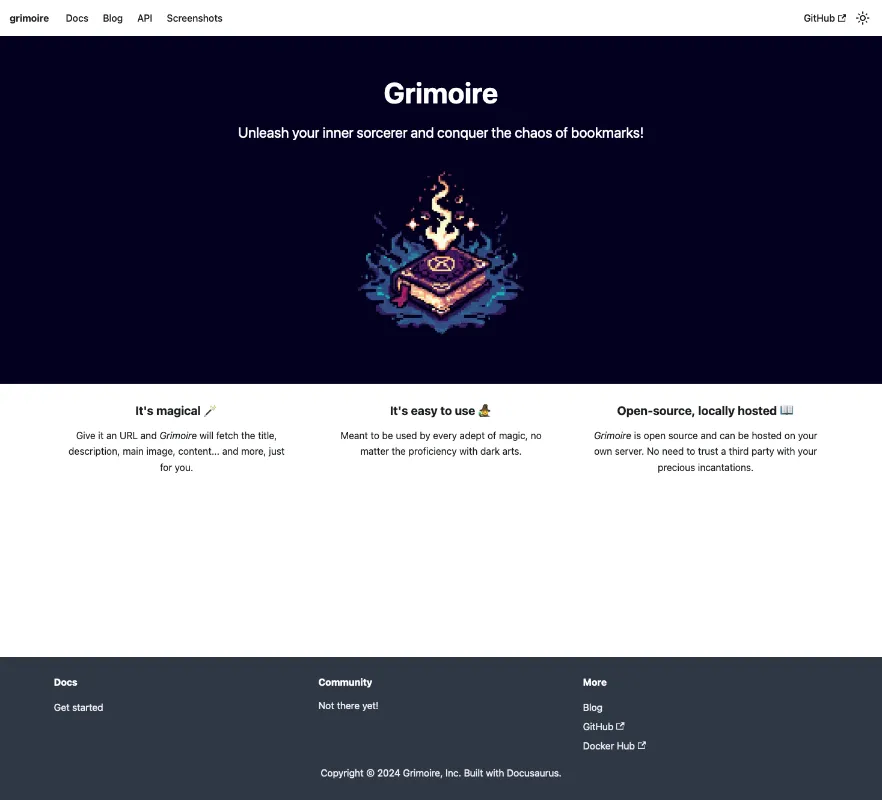 grimoire Docs Blog API Screenshots GitHub
Grimoire
Unleash your inner sorcerer and conquer the chaos of bookmarks!
It's magical 🪄
Give it an URL and Grimoire will fetch the title,
description, main image, content... and more, just
for you.
It's easy to use 🧙
Meant to be used by every adept of magic, no
matter the proficiency with dark arts.
Open-source, locally hosted 📖
Grimoire is open source and can be hosted on your
own server. No need to trust a third party with your
precious incantations.
Docs
Get started
Community
Not there yet!
More
Blog
GitHub
Docker Hub
Copyright © 2024 Grimoire, Inc. Built with Docusaurus.